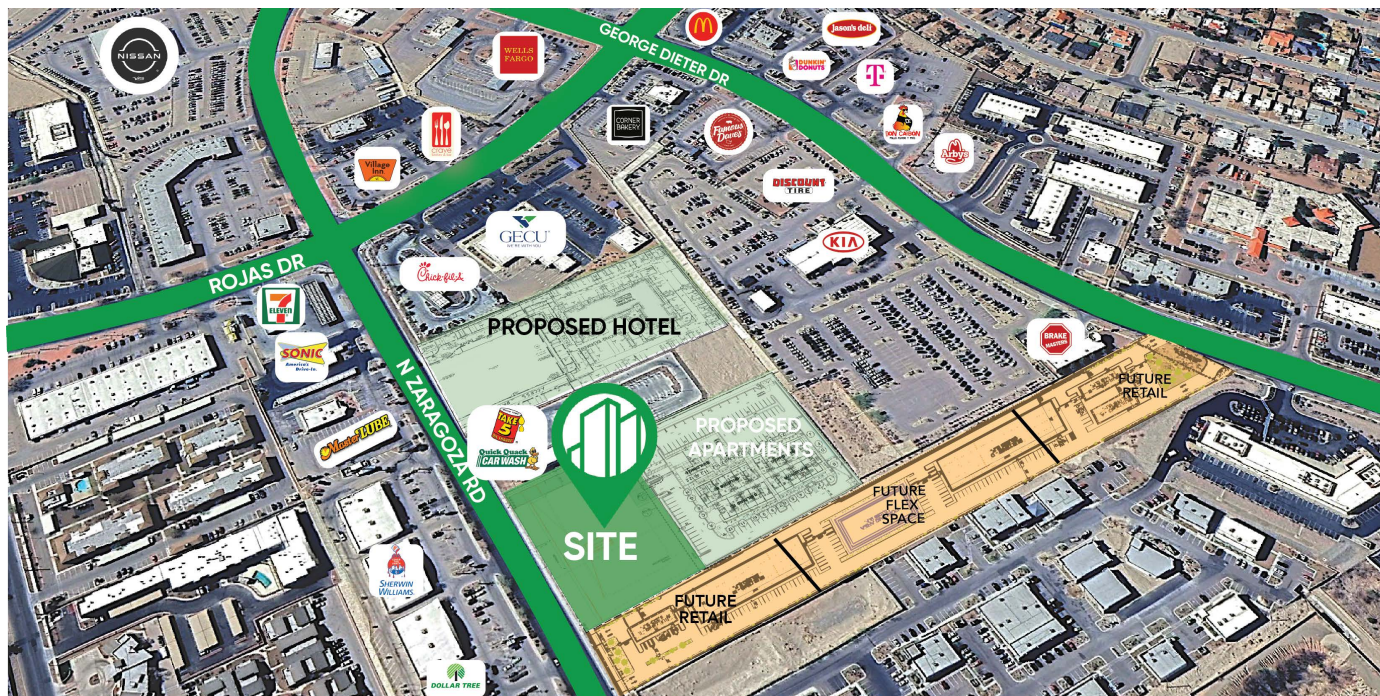 NISSAN
WELLS
FARGO
GEORGE DIETER DR
jason's deli
DUNKIN'
DONUTS
T
CORNER
BAKERY
Famous
Dave's
DON CARBON
Arby's
crave
Village
Inn
DISCOUNT
TIRE
GECU
WE'RE WITH YOU
KIA
Chick-fil-A
ROJAS DR
7
ELEVEN
SONIC
America's
Drive-In.
PROPOSED HOTEL
BRAKE
MASTERS
N ZARAGOZA RD
FUTURE
RETAIL
TAKE
5
Quick Quack
CAR WASH
Master LUBE
PROPOSED
APARTMENTS
FUTURE
FLEX
SPACE
SITE
SHERWIN
WILLIAMS
FUTURE
RETAIL
DOLLAR TREE